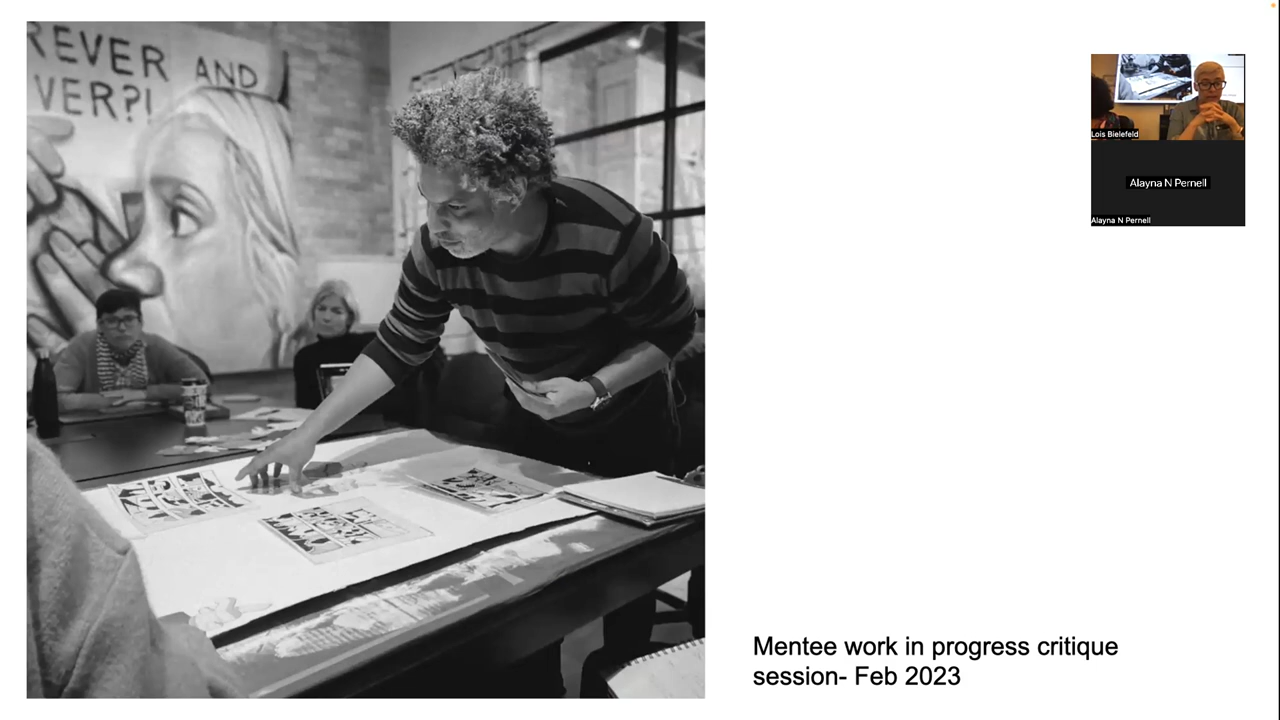 REVER AND
VER?!
Lois Bielefeld
Alayna N Pernell
Alayna N Pernell
Mentee work in progress critique
session- Feb 2023